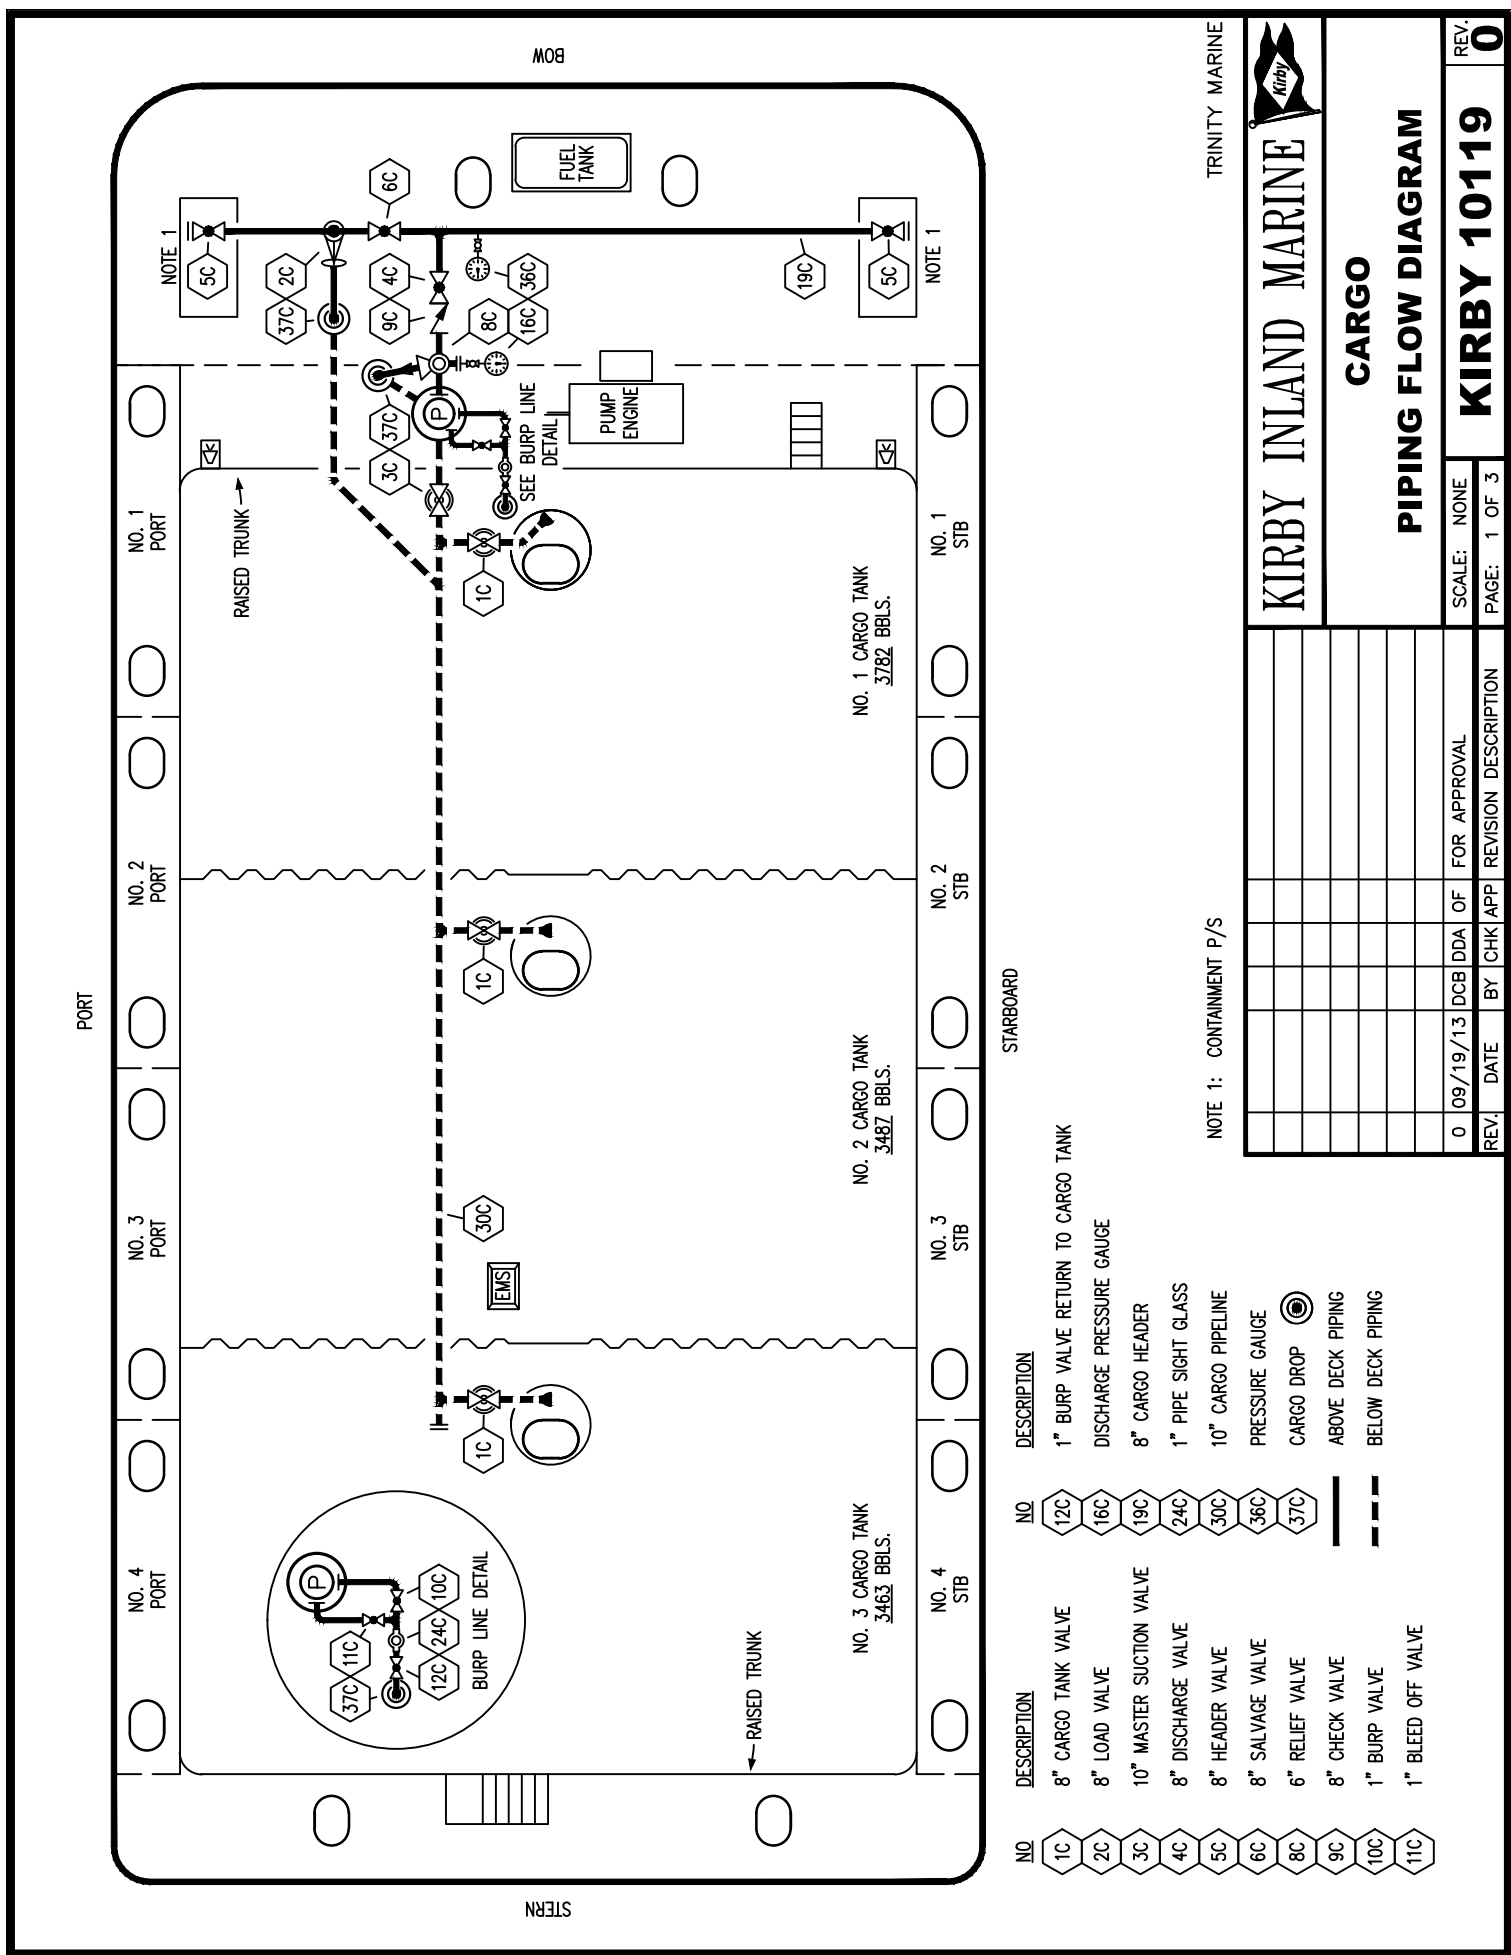 BOW
PORT
STARBOARD
STERN
FUEL
TANK
NOTE 1
5C
2C
37C
6C
4C
9C
8C
16C
36C
19C
5C
NOTE 1
37C
3C
P
SEE BURP LINE
DETAIL
PUMP
ENGINE
1C
RAISED TRUNK
NO. 1
PORT
NO. 1
STB
NO. 1 CARGO TANK
3782 BBLS.
NO. 2
PORT
NO. 2
STB
1C
NO. 2 CARGO TANK
3487 BBLS.
NO. 3
PORT
NO. 3
STB
30C
EMS
1C
NO. 3 CARGO TANK
3463 BBLS.
NO. 4
PORT
NO. 4
STB
P
11C
37C
10C
24C
12C
BURP LINE DETAIL
RAISED TRUNK
NO DESCRIPTION
1C 8" CARGO TANK VALVE
2C 8" LOAD VALVE
3C 10" MASTER SUCTION VALVE
4C 8" DISCHARGE VALVE
5C 8" HEADER VALVE
6C 8" SALVAGE VALVE
8C 6" RELIEF VALVE
9C 8" CHECK VALVE
10C 1" BURP VALVE
11C 1" BLEED OFF VALVE
NO DESCRIPTION
12C 1" BURP VALVE RETURN TO CARGO TANK
16C DISCHARGE PRESSURE GAUGE
19C 8" CARGO HEADER
24C 1" PIPE SIGHT GLASS
30C 10" CARGO PIPELINE
36C PRESSURE GAUGE
37C CARGO DROP
ABOVE DECK PIPING
BELOW DECK PIPING
NOTE 1: CONTAINMENT P/S
TRINITY MARINE
KIRBY INLAND MARINE
Kirby
CARGO
PIPING FLOW DIAGRAM
0 09/19/13 DCB DDA OF FOR APPROVAL
REV. DATE BY CHK APP REVISION DESCRIPTION
SCALE: NONE
PAGE: 1 OF 3
KIRBY 10119
REV.
0